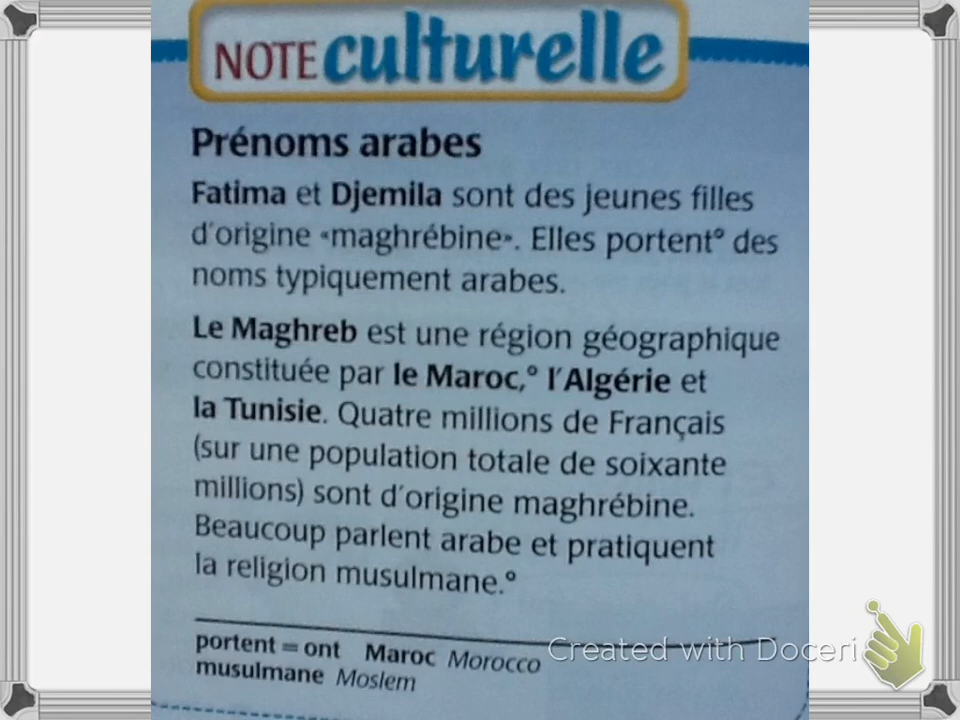 NOTE culturelle
Prénoms arabes
Fatima et Djemila sont des jeunes filles
d'origine «maghrébine». Elles portent° des
noms typiquement arabes.
Le Maghreb est une région géographique
constituée par le Maroc,° l'Algérie et
la Tunisie. Quatre millions de Français
(sur une population totale de soixante
millions) sont d'origine maghrébine.
Beaucoup parlent arabe et pratiquent
la religion musulmane.°
portent = ont Maroc Morocco
musulmane Moslem
Created with Doceri